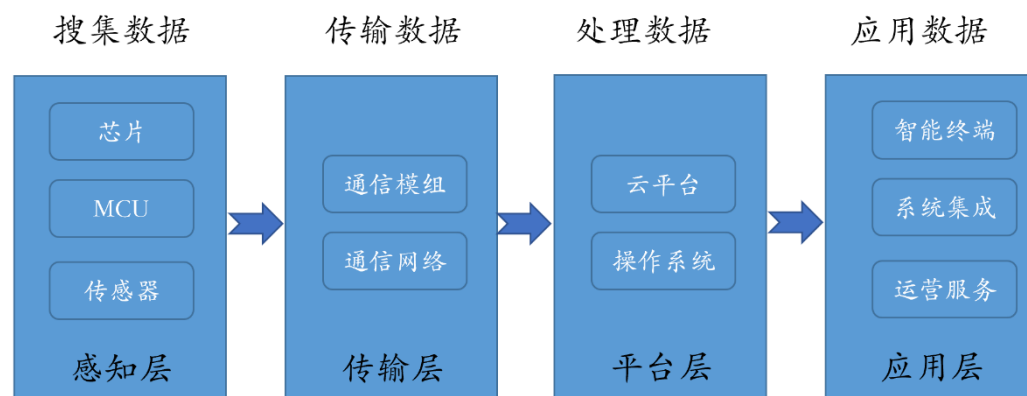 搜集数据
传输数据
处理数据
应用数据
芯片
MCU
传感器
感知层
通信模组
通信网络
传输层
云平台
操作系统
平台层
智能终端
系统集成
运营服务
应用层